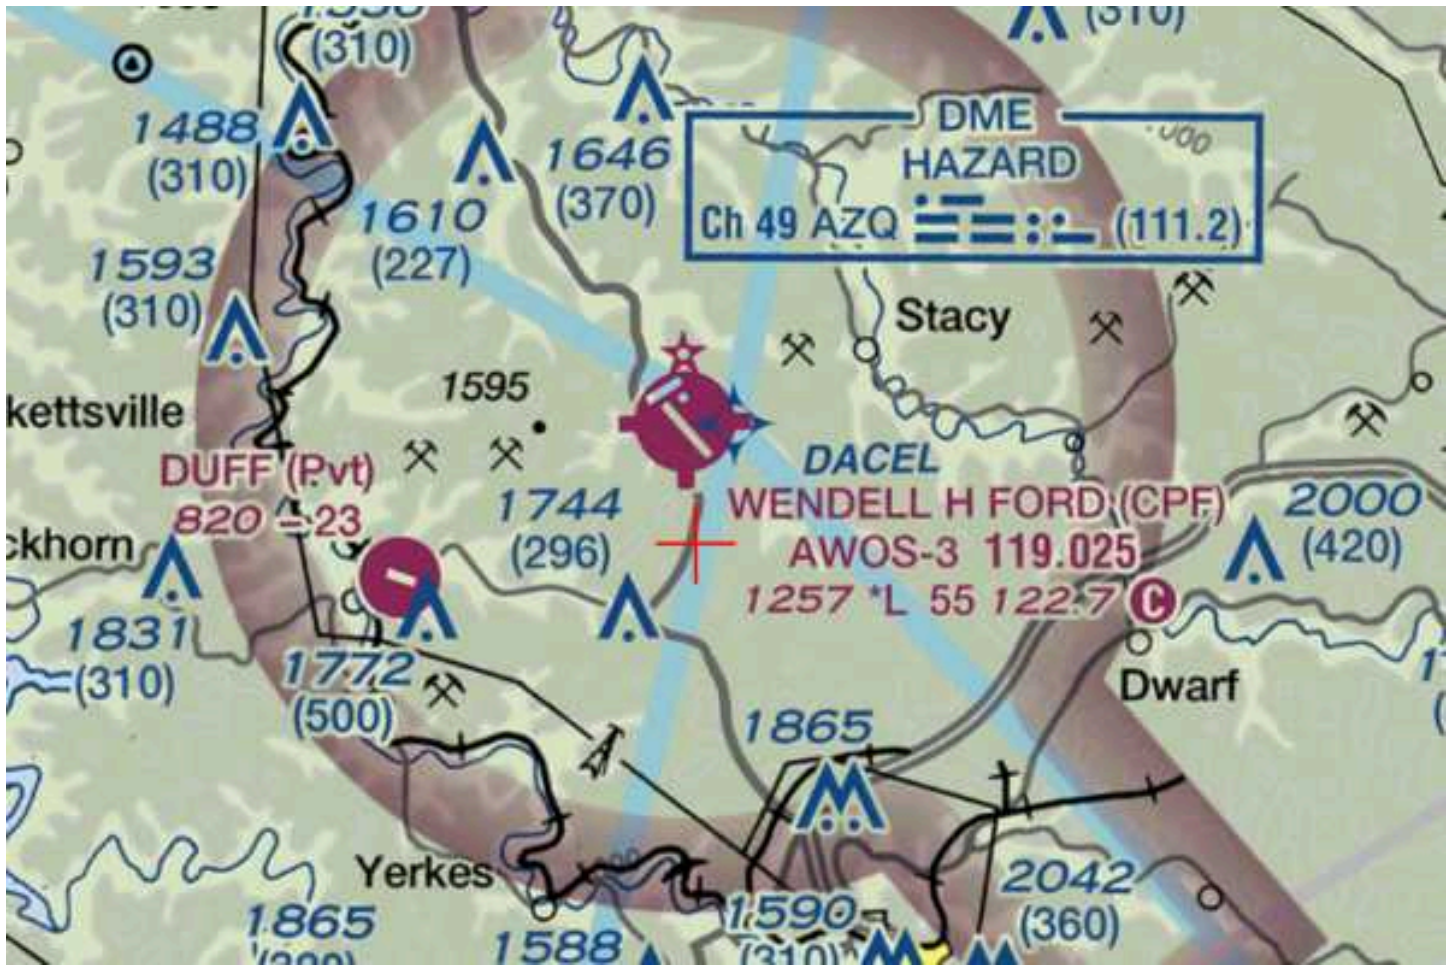 (310)
(310)
1488
(310)
1646
(370)
DME
HAZARD
Ch 49 AZQ (111.2)
1610
(227)
1593
(310)
Stacy
1595
kettsville
DUFF (Pvt)
820 - 23
DACEL
WENDELL H FORD (CPF)
AWOS-3 119.025
1257 *L 55 122.7 C
1744
(296)
2000
(420)
ckhorn
1831
(310)
1772
(500)
Dwarf
1865
Yerkes
2042
(360)
1865
1590
(310)
1588